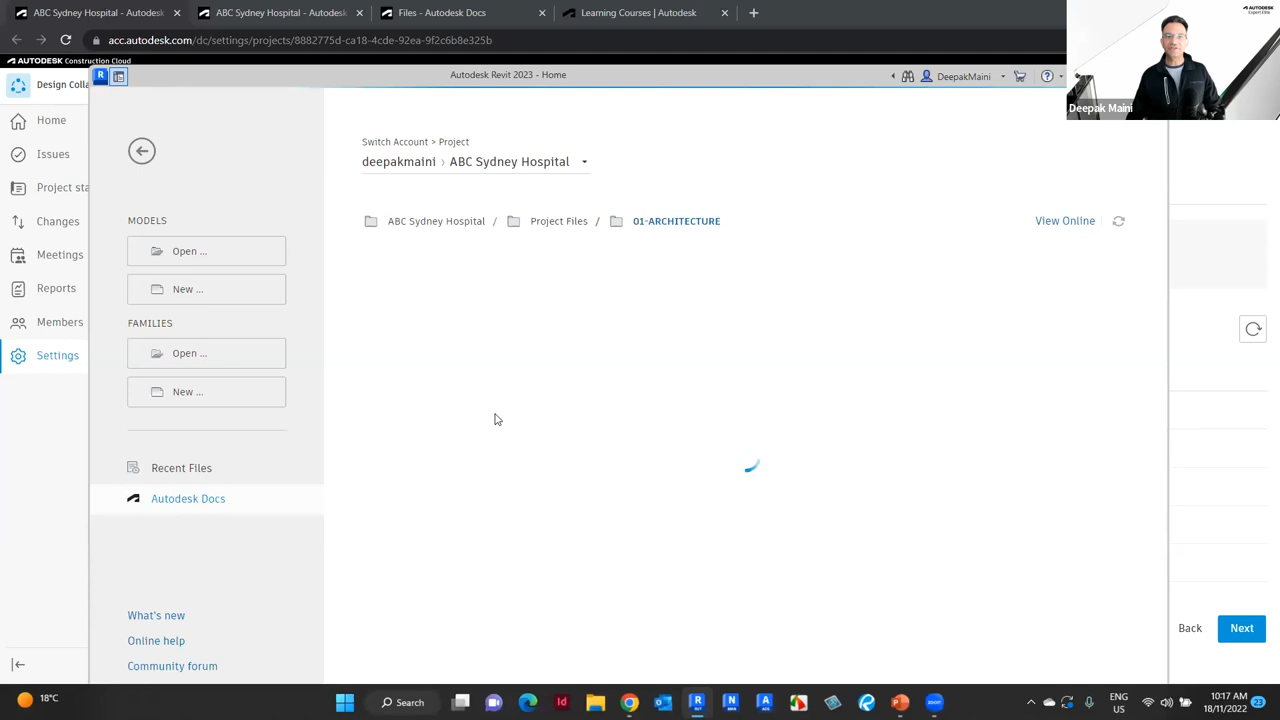 ABC Sydney Hospital - Autodesk
ABC Sydney Hospital - Autodesk
Files - Autodesk Docs
Learning Courses | Autodesk
acc.autodesk.com/dc/settings/projects/8882775d-ca18-4cde-92ea-9f2c6b8e325b
AUTODESK Construction Cloud
AUTODESK
Expert Elite
Deepak Maini
Design Colla
Autodesk Revit 2023 - Home
DeepakMaini
Home
Issues
Project sta
Changes
Meetings
Reports
Members
Settings
MODELS
Open ...
New ...
FAMILIES
Open ...
New ...
Recent Files
Autodesk Docs
What's new
Online help
Community forum
Switch Account > Project
deepakmaini › ABC Sydney Hospital
ABC Sydney Hospital / Project Files / 01-ARCHITECTURE
View Online
Back
Next
18°C
Search
ENG
US
10:17 AM
18/11/2022
23